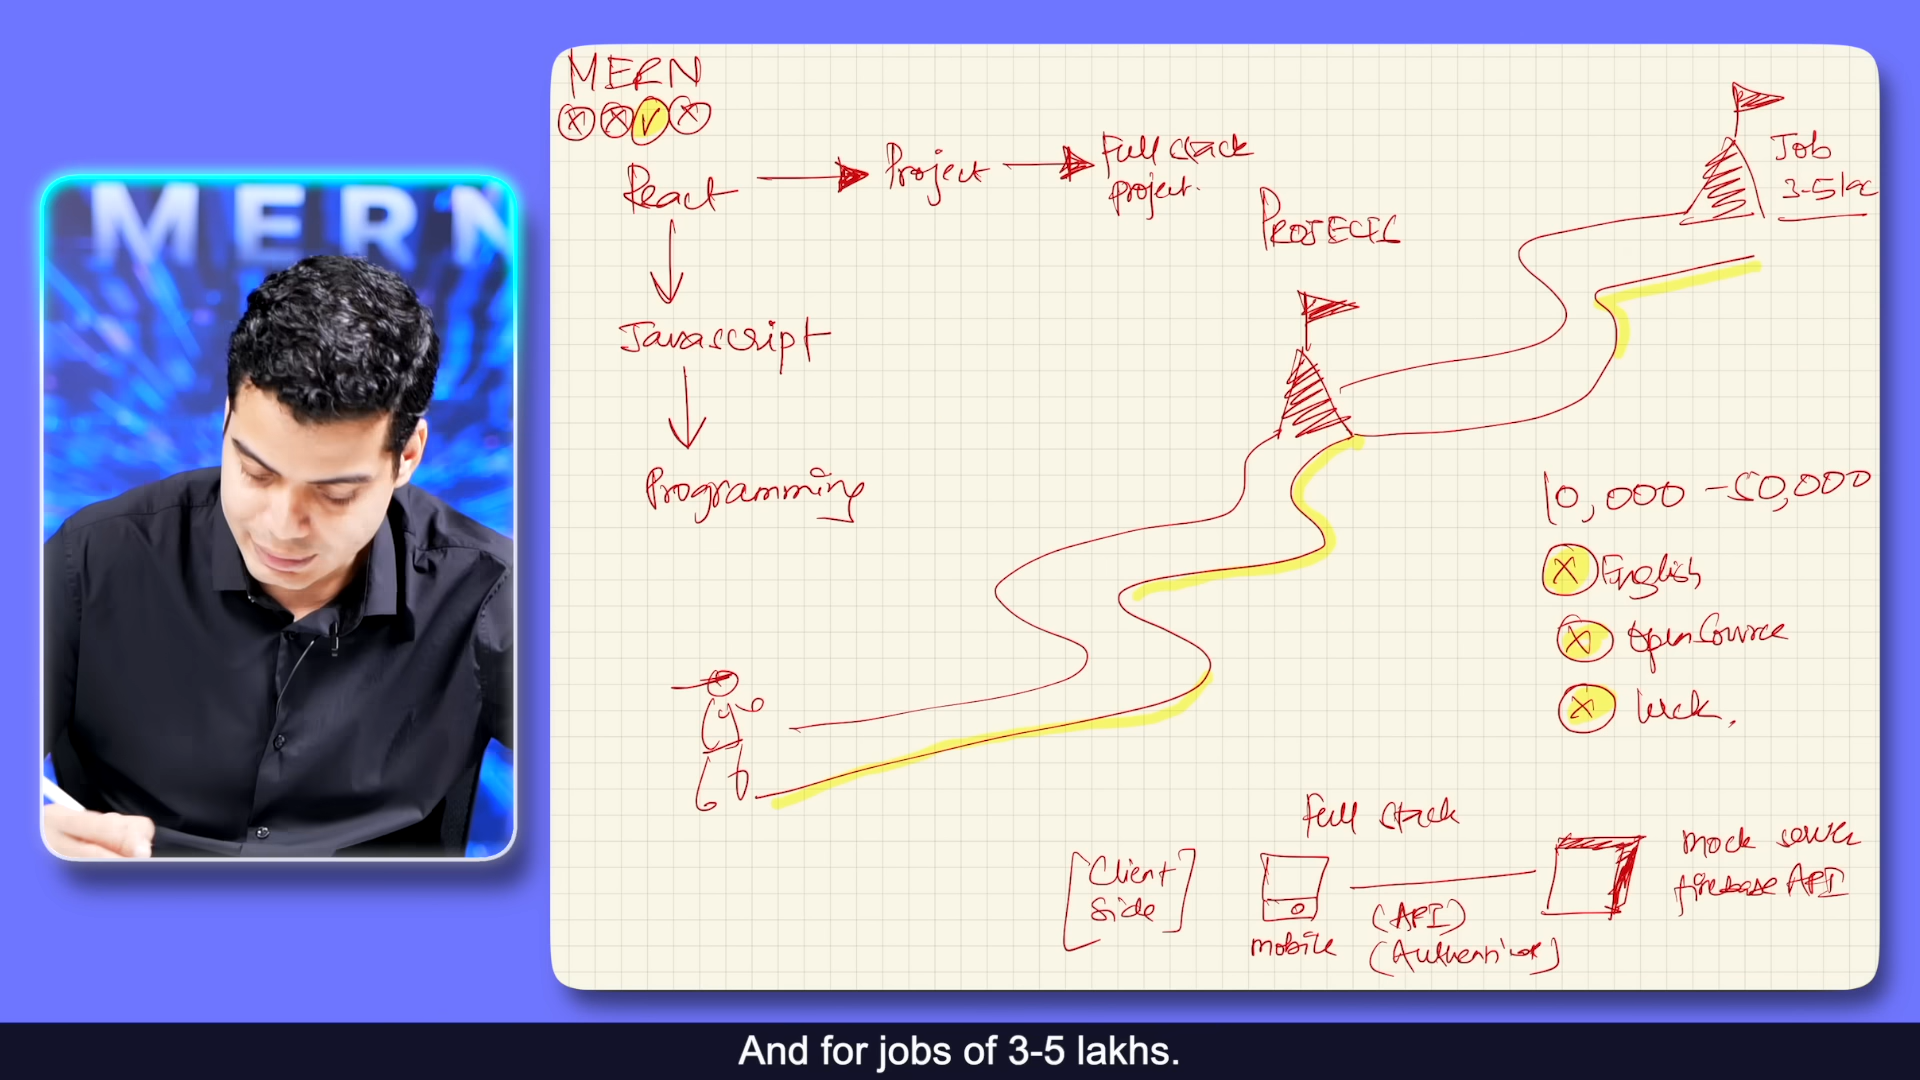 MERN
MERN
React
Project
Full stack
project.
Javascript
Programming
PROJECTS
Job
3-5 lac
10,000 - 50,000
English
Open Source
luck,
Full stack
[Client
side]
mobile
(API)
mock server
firebase API
And for jobs of 3-5 lakhs.